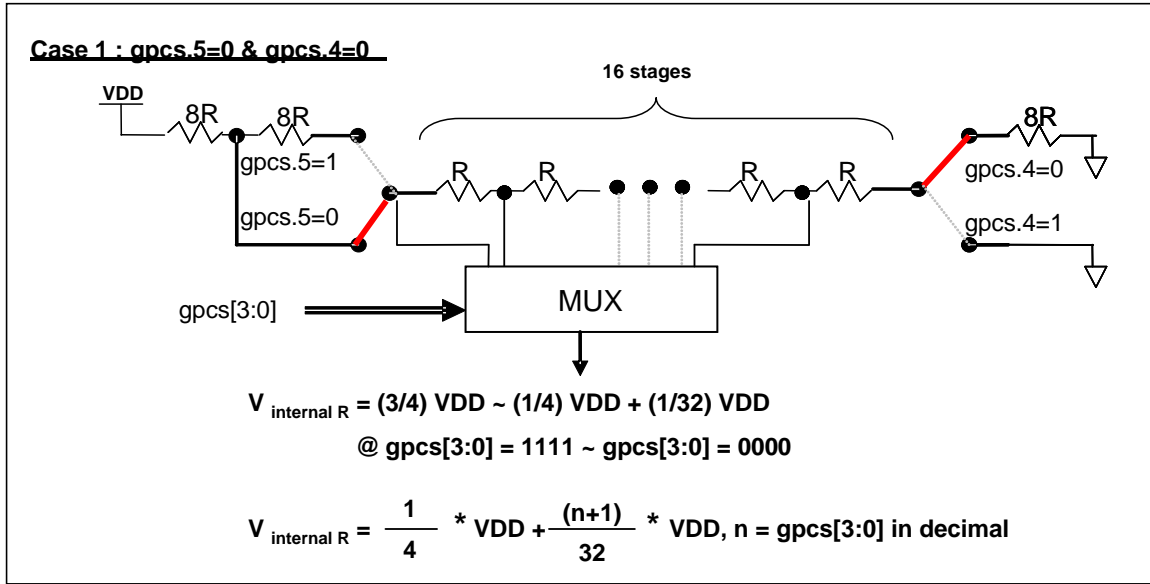 Case 1 : gpcs.5=0 & gpcs.4=0
16 stages
VDD
8R
8R
8R
gpcs.5=1
gpcs.4=0
R
R
R
R
gpcs.5=0
gpcs.4=1
MUX
gpcs[3:0]
V internal R = (3/4) VDD ~ (1/4) VDD + (1/32) VDD
@ gpcs[3:0] = 1111 ~ gpcs[3:0] = 0000
V internal R = 1/4 * VDD + (n+1)/32 * VDD, n = gpcs[3:0] in decimal